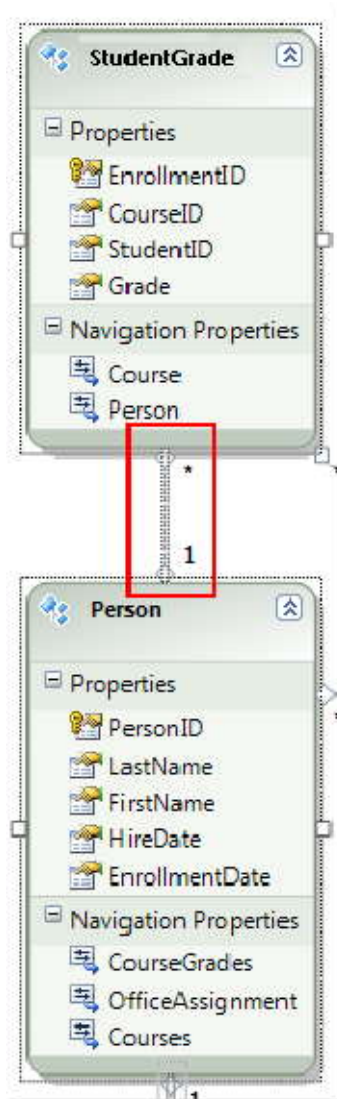 StudentGrade
Properties
EnrollmentID
CourseID
StudentID
Grade
Navigation Properties
Course
Person
*
*
1
Person
*
Properties
PersonID
LastName
FirstName
HireDate
EnrollmentDate
Navigation Properties
CourseGrades
OfficeAssignment
Courses
1